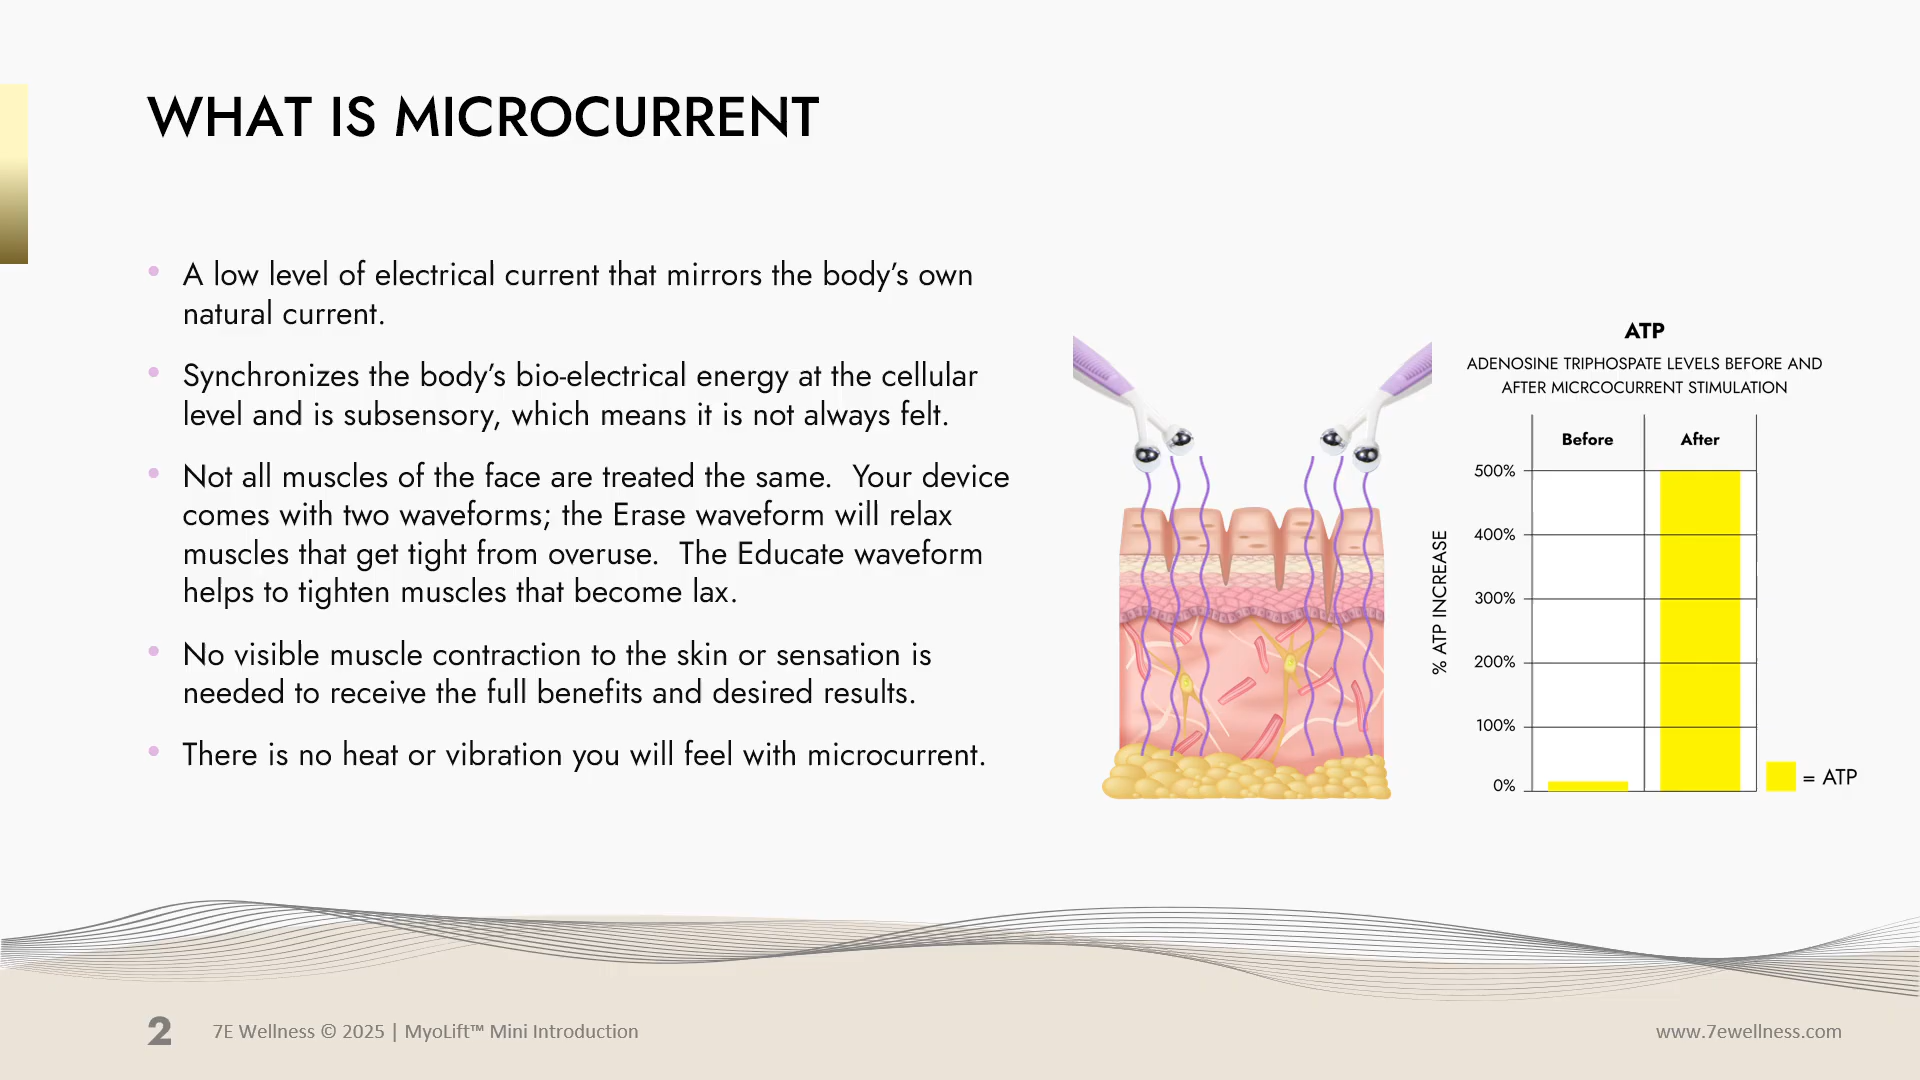 WHAT IS MICROCURRENT
• A low level of electrical current that mirrors the body’s own
natural current.
• Synchronizes the body’s bio-electrical energy at the cellular
level and is subsensory, which means it is not always felt.
• Not all muscles of the face are treated the same.  Your device
comes with two waveforms; the Erase waveform will relax
muscles that get tight from overuse.  The Educate waveform
helps to tighten muscles that become lax.
• No visible muscle contraction to the skin or sensation is
needed to receive the full benefits and desired results.
• There is no heat or vibration you will feel with microcurrent.
ATP
ADENOSINE TRIPHOSPATE LEVELS BEFORE AND
AFTER MICRCOCURRENT STIMULATION
Before After
% ATP INCREASE
500%
400%
300%
200%
100%
0%
= ATP
2 7E Wellness © 2025 | MyoLift™ Mini Introduction
www.7ewellness.com